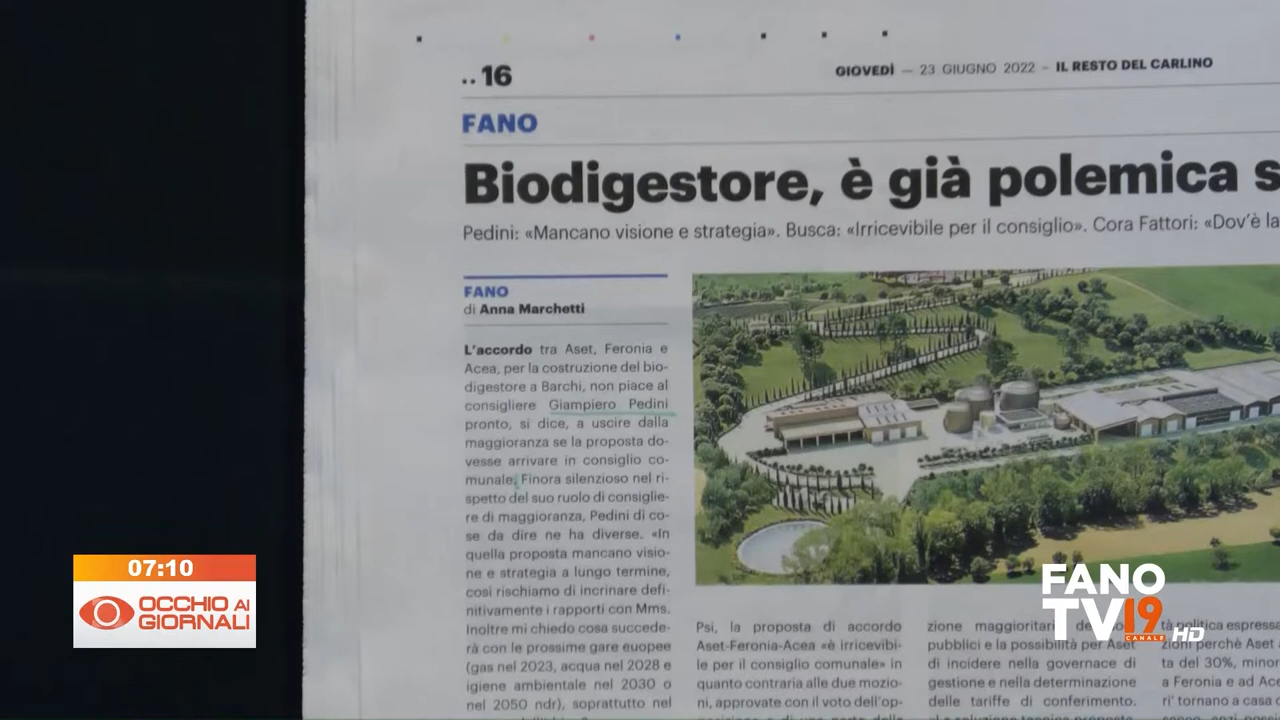 .. 16
GIOVEDÌ — 23 GIUGNO 2022 – IL RESTO DEL CARLINO
FANO
Biodigestore, è già polemica s
Pedini: «Mancano visione e strategia». Busca: «Irricevibile per il consiglio». Cora Fattori: «Dov'è la
FANO
di Anna Marchetti
L'accordo tra Aset, Feronia e
Acea, per la costruzione del bio-
digestore a Barchi, non piace al
consigliere Giampiero Pedini
pronto, si dice, a uscire dalla
maggioranza se la proposta do-
vesse arrivare in consiglio co-
munale. Finora silenzioso nel ri-
spetto del suo ruolo di consiglie-
re di maggioranza, Pedini di co-
se da dire ne ha diverse. «In
quella proposta mancano visio-
ne e strategia a lungo termine,
così rischiamo di incrinare defi-
nitivamente i rapporti con Mms.
Inoltre mi chiedo cosa succede-
rà con le prossime gare euopee
(gas nel 2023, acqua nel 2028 e
igiene ambientale nel 2030 o
nel 2050 ndr), soprattutto nel
Psi, la proposta di accordo
Aset-Feronia-Acea «è irricevibi-
le per il consiglio comunale» in
quanto contraria alle due mozio-
ni, approvate con il voto dell'op-
zione maggioritaria
pubblici e la possibilità per Aset
di incidere nella governace di
gestione e nella determinazione
delle tariffe di conferimento.
tà politica espressa
zioni perchè Aset
ta del 30%, minor
a Feronia e ad Ace
ri' tornano a casa
07:10
OCCHIO AI
GIORNALI
FANO
TV19
CANALE
HD